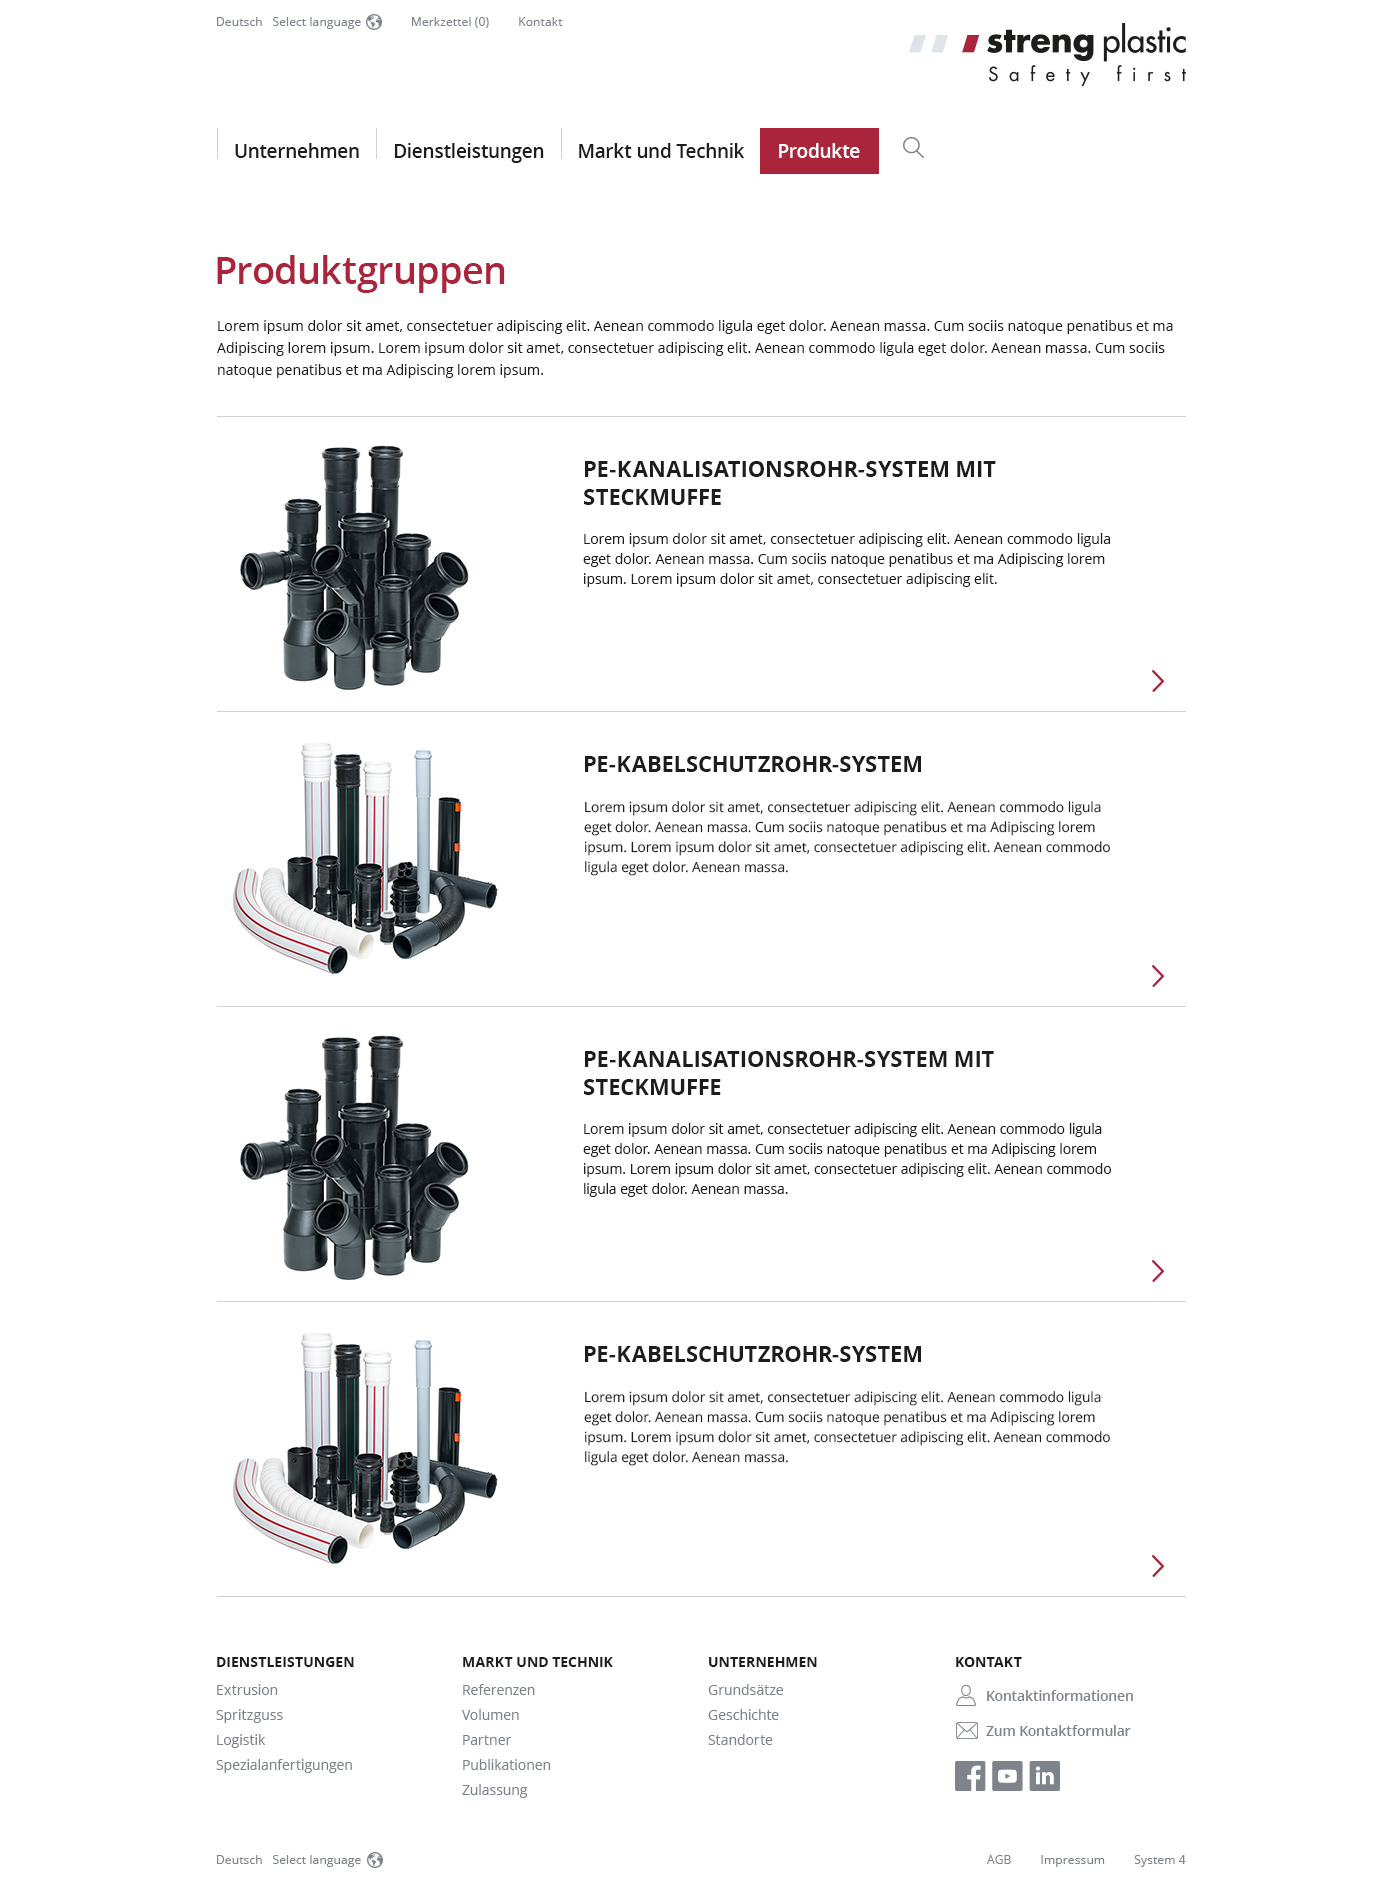 Deutsch Select language Merkzettel (0) Kontakt
streng plastic
Safety first
Unternehmen Dienstleistungen Markt und Technik Produkte
Produktgruppen
Lorem ipsum dolor sit amet, consectetuer adipiscing elit. Aenean commodo ligula eget dolor. Aenean massa. Cum sociis natoque penatibus et ma
Adipiscing lorem ipsum. Lorem ipsum dolor sit amet, consectetuer adipiscing elit. Aenean commodo ligula eget dolor. Aenean massa. Cum sociis
natoque penatibus et ma Adipiscing lorem ipsum.
PE-KANALISATIONSROHR-SYSTEM MIT
STECKMUFFE
Lorem ipsum dolor sit amet, consectetuer adipiscing elit. Aenean commodo ligula
eget dolor. Aenean massa. Cum sociis natoque penatibus et ma Adipiscing lorem
ipsum. Lorem ipsum dolor sit amet, consectetuer adipiscing elit.
PE-KABELSCHUTZROHR-SYSTEM
Lorem ipsum dolor sit amet, consectetuer adipiscing elit. Aenean commodo ligula
eget dolor. Aenean massa. Cum sociis natoque penatibus et ma Adipiscing lorem
ipsum. Lorem ipsum dolor sit amet, consectetuer adipiscing elit. Aenean commodo
ligula eget dolor. Aenean massa.
PE-KANALISATIONSROHR-SYSTEM MIT
STECKMUFFE
Lorem ipsum dolor sit amet, consectetuer adipiscing elit. Aenean commodo ligula
eget dolor. Aenean massa. Cum sociis natoque penatibus et ma Adipiscing lorem
ipsum. Lorem ipsum dolor sit amet, consectetuer adipiscing elit. Aenean commodo
ligula eget dolor. Aenean massa.
PE-KABELSCHUTZROHR-SYSTEM
Lorem ipsum dolor sit amet, consectetuer adipiscing elit. Aenean commodo ligula
eget dolor. Aenean massa. Cum sociis natoque penatibus et ma Adipiscing lorem
ipsum. Lorem ipsum dolor sit amet, consectetuer adipiscing elit. Aenean commodo
ligula eget dolor. Aenean massa.
DIENSTLEISTUNGEN
Extrusion
Spritzguss
Logistik
Spezialanfertigungen
MARKT UND TECHNIK
Referenzen
Volumen
Partner
Publikationen
Zulassung
UNTERNEHMEN
Grundsätze
Geschichte
Standorte
KONTAKT
Kontaktinformationen
Zum Kontaktformular
Deutsch Select language AGB Impressum System 4